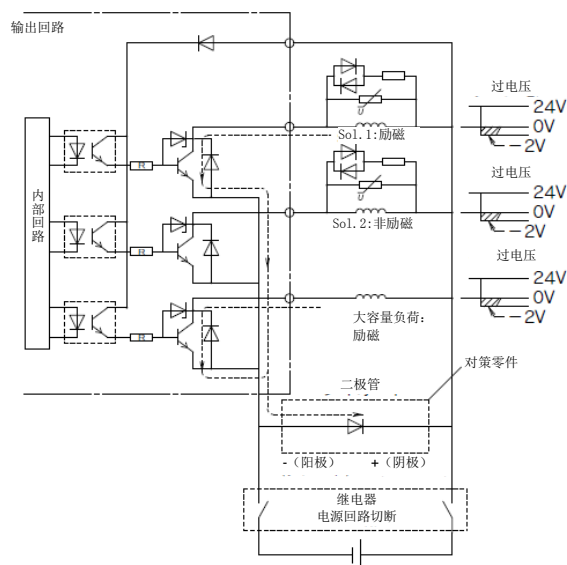 输出回路
过电压
24V
0V
-2V
Sol.1:励磁
U
R
内部回路
过电压
24V
0V
-2V
Sol.2:非励磁
U
R
过电压
24V
0V
-2V
大容量负荷:
励磁
R
对策零件
二极管
-（阳极） +（阴极）
继电器
电源回路切断